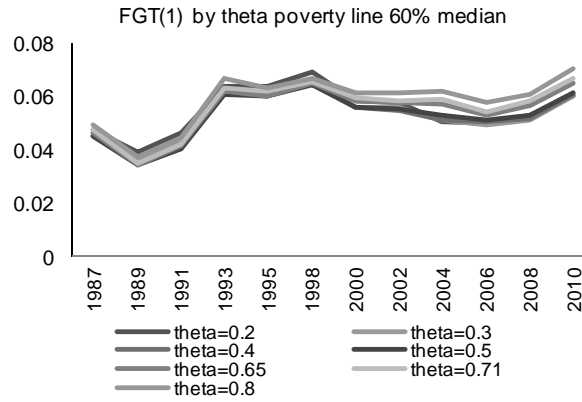 FGT(1) by theta poverty line 60% median
0.08
0.06
0.04
0.02
0
1987 1989 1991 1993 1995 1998 2000 2002 2004 2006 2008 2010
theta=0.2 theta=0.3
theta=0.4 theta=0.5
theta=0.65 theta=0.71
theta=0.8